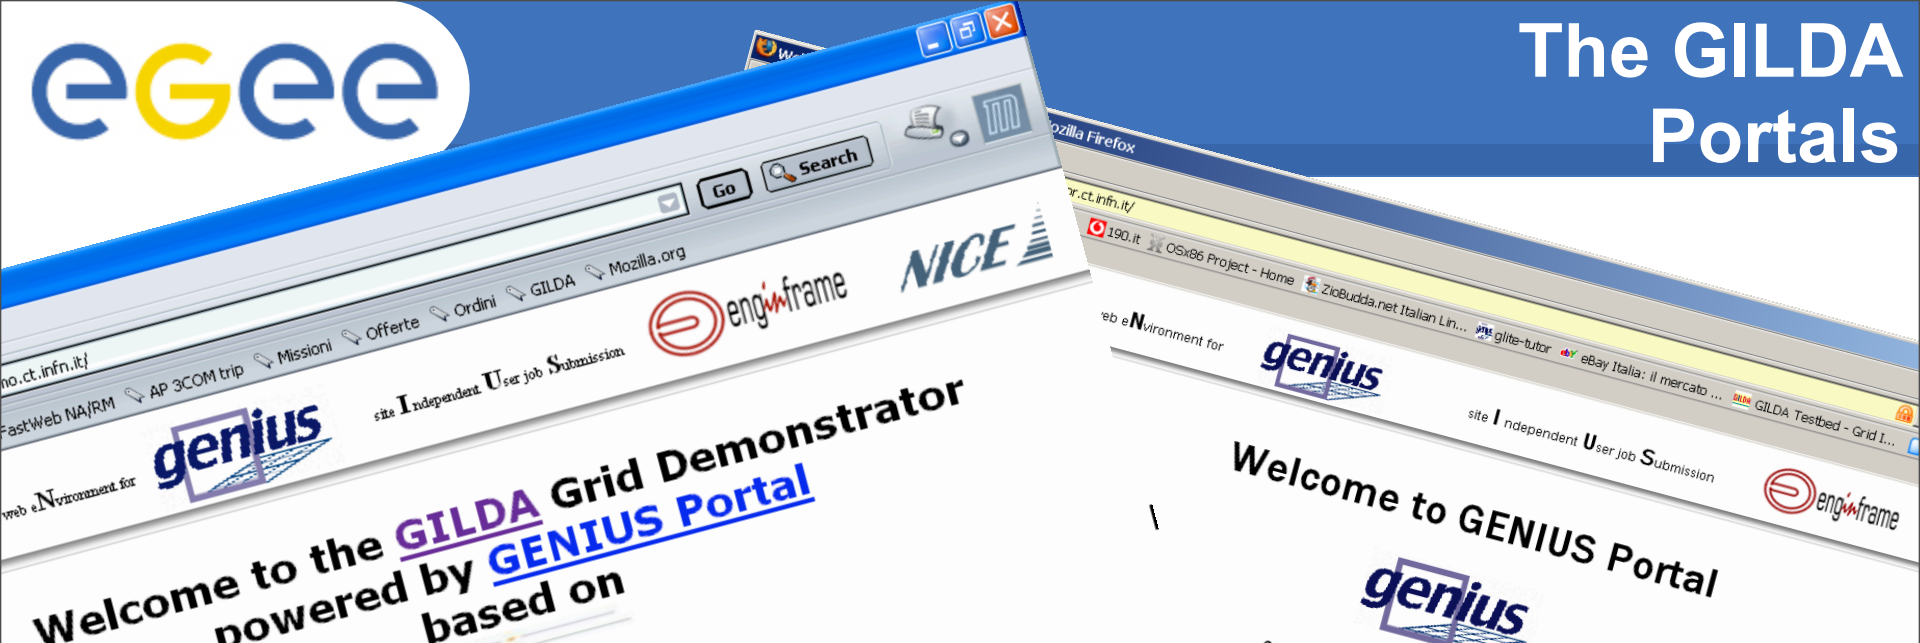 egee
The GILDA
Portals
Go
Search
no.ct.infn.it/
FastWeb NA/RM AP 3COM trip Missioni Offerte Ordini GILDA Mozilla.org
web eNvironment for genius site Independent User job Submission enginframe NICE
Welcome to the GILDA Grid Demonstrator
powered by GENIUS Portal
based on
ozilla Firefox
r.ct.infn.it/
190.it OSx86 Project - Home ZioBudda.net Italian Lin... glite-tutor eBay Italia: il mercato ... GILDA Testbed - Grid I...
eb eNvironment for genius site Independent User job Submission enginframe
Welcome to GENIUS Portal
genius